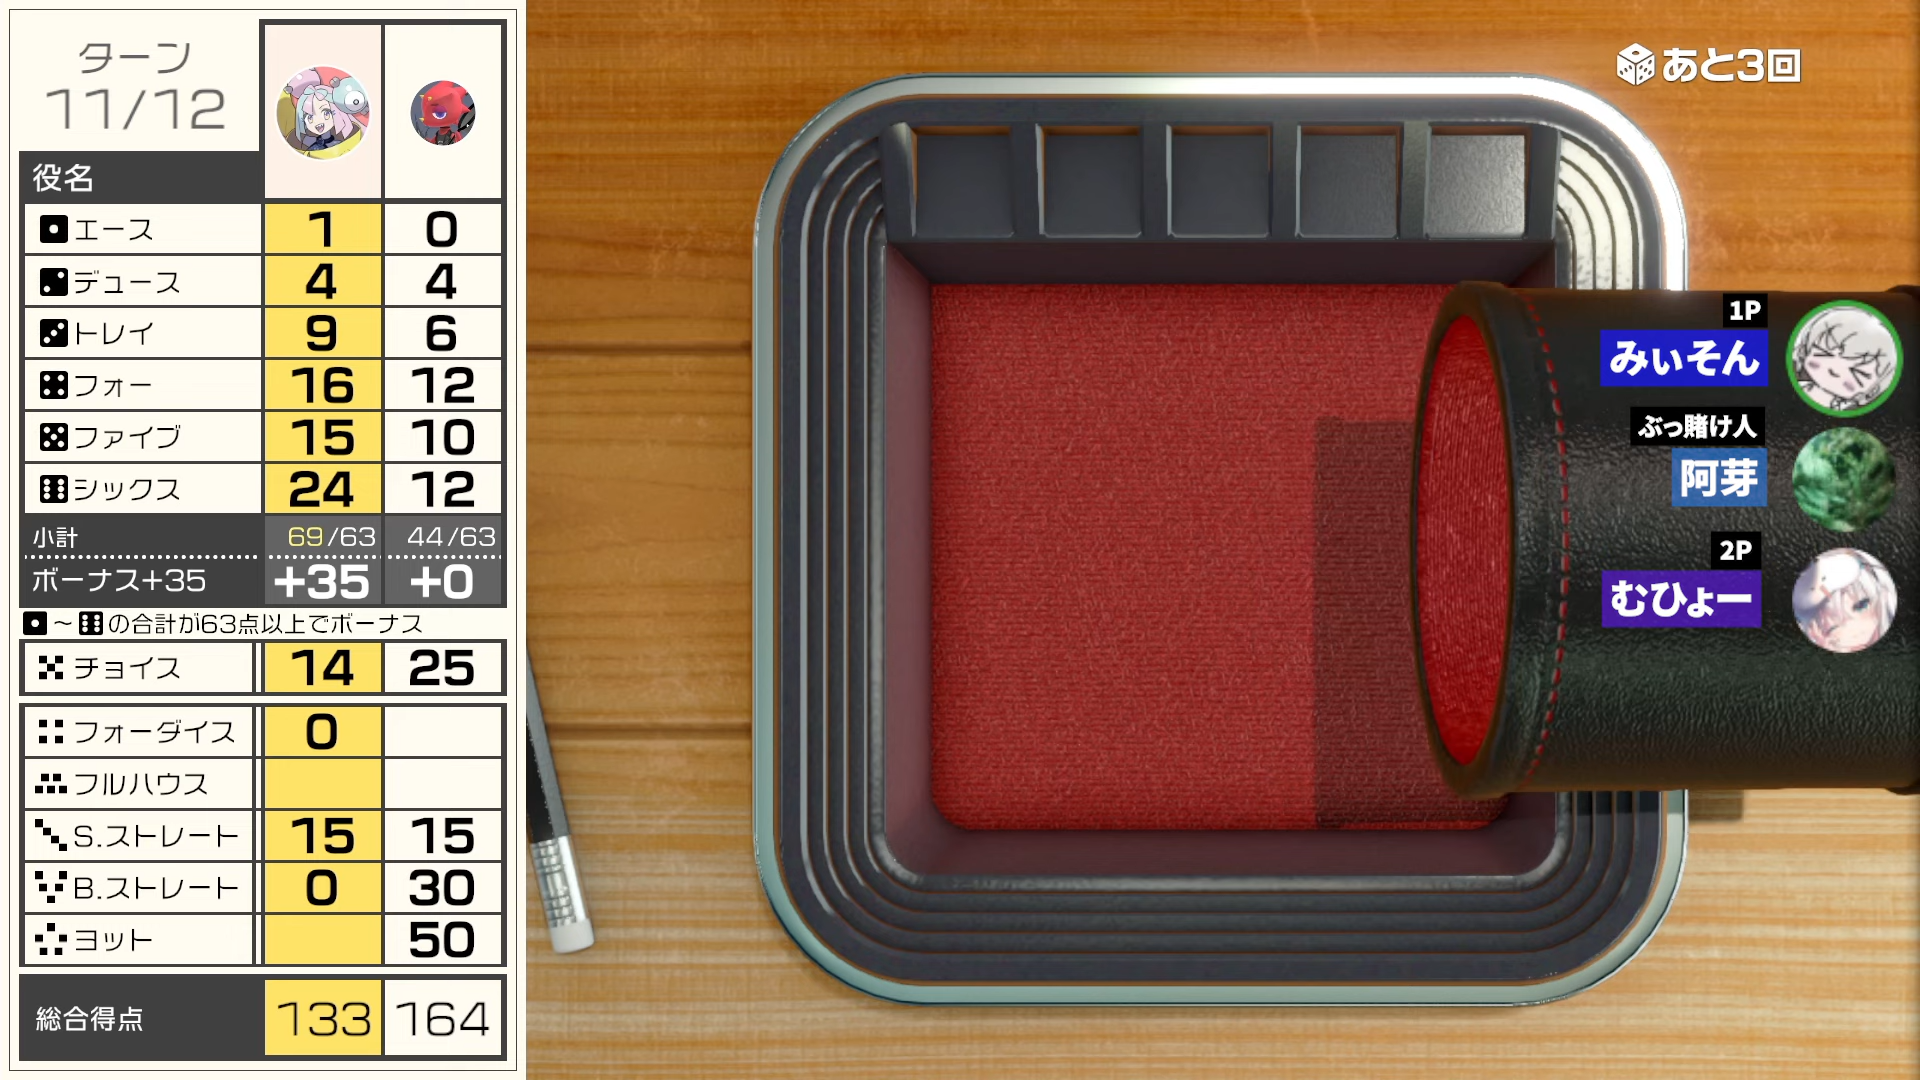 ターン
11/12
役名
エース 1 0
デュース 4 4
トレイ 9 6
フォー 16 12
ファイブ 15 10
シックス 24 12
小計 69/63 44/63
ボーナス+35 +35 +0
~の合計が63点以上でボーナス
チョイス 14 25
フォーダイス 0
フルハウス
S.ストレート 15 15
B.ストレート 0 30
ヨット 50
総合得点 133 164
あと3回
1P
みぃそん
ぶっ賭け人
阿芽
2P
むひょー